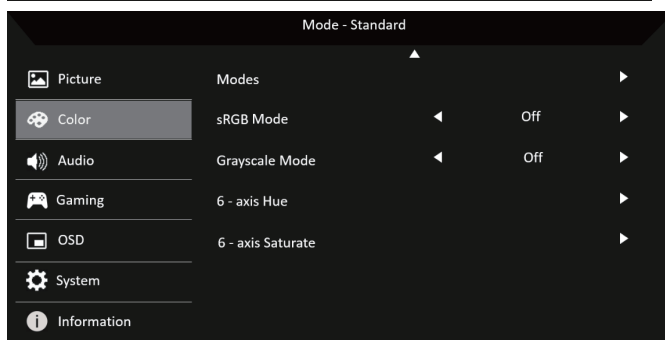 Mode - Standard
Picture
Modes
Color
sRGB Mode
Off
Audio
Grayscale Mode
Off
Gaming
6 - axis Hue
OSD
6 - axis Saturate
System
Information